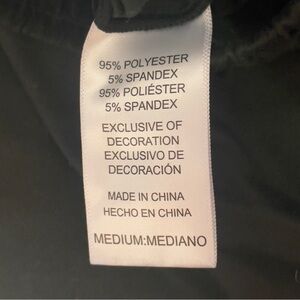 95% POLYESTER
5% SPANDEX
95% POLIÉSTER
5% SPANDEX
EXCLUSIVE OF
DECORATION
EXCLUSIVO DE
DECORACIÓN
MADE IN CHINA
HECHO EN CHINA
MEDIUM:MEDIANO